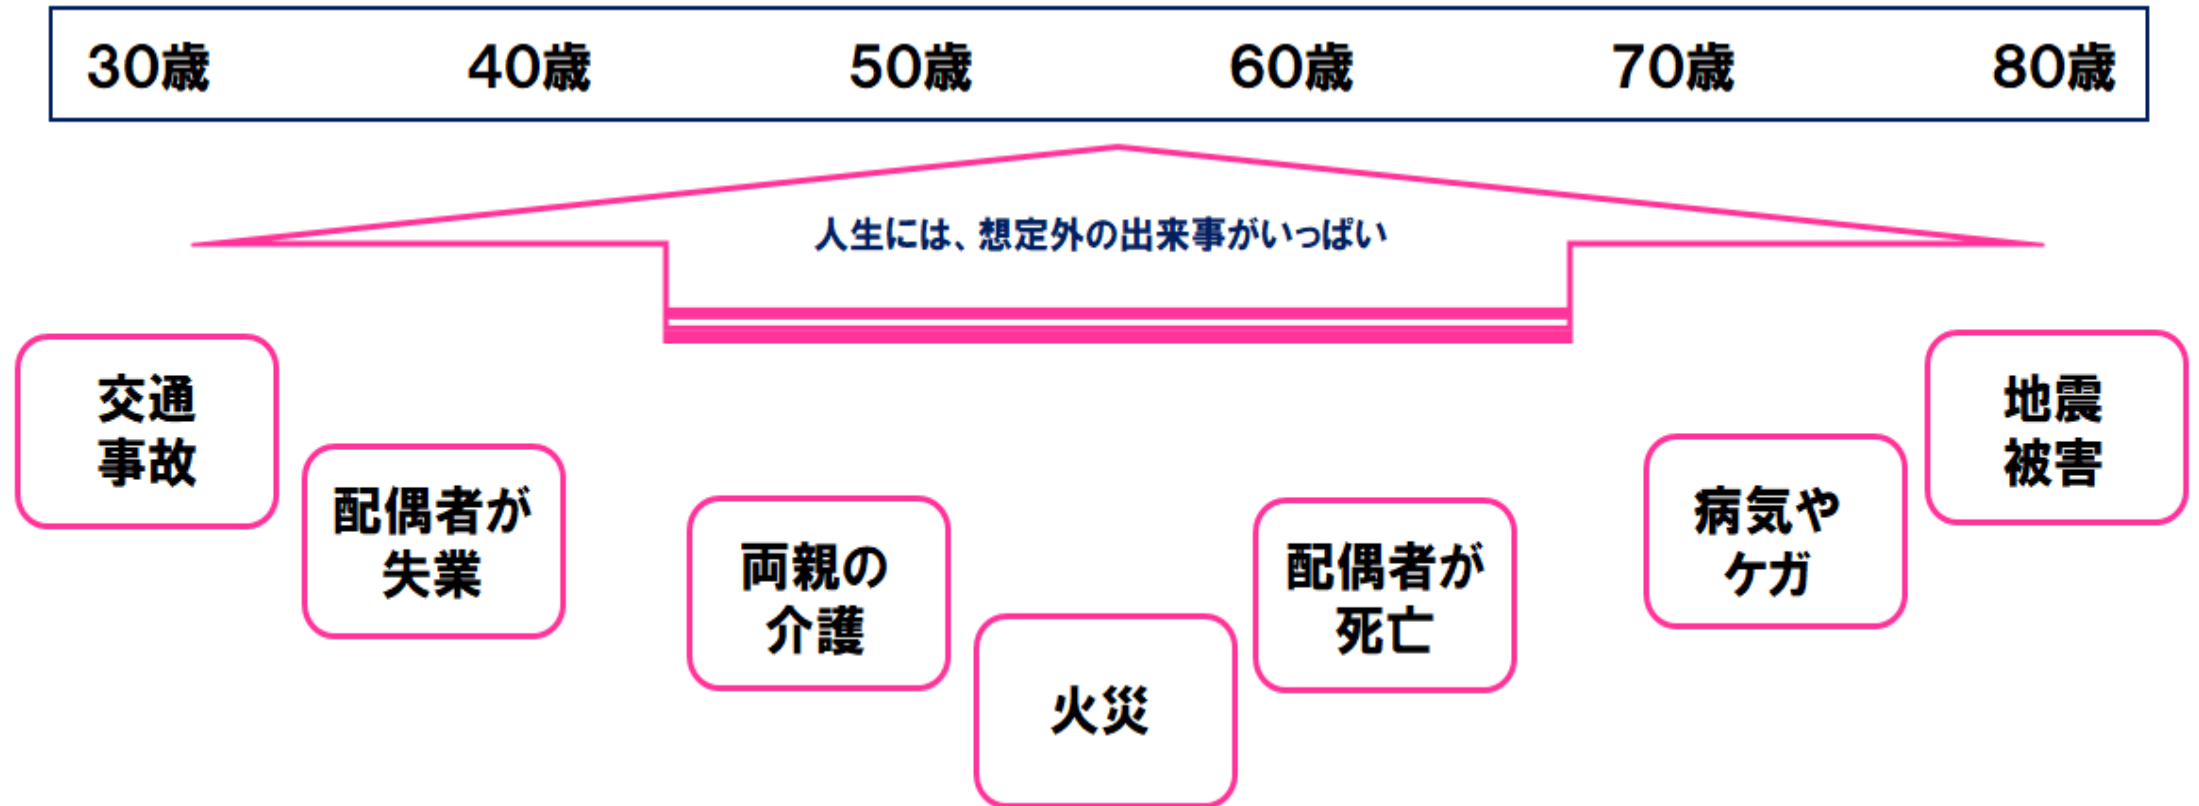 30歳 40歳 50歳 60歳 70歳 80歳
人生には、想定外の出来事がいっぱい
交通
事故
配偶者が
失業
両親の
介護
火災
配偶者が
死亡
病気や
ケガ
地震
被害